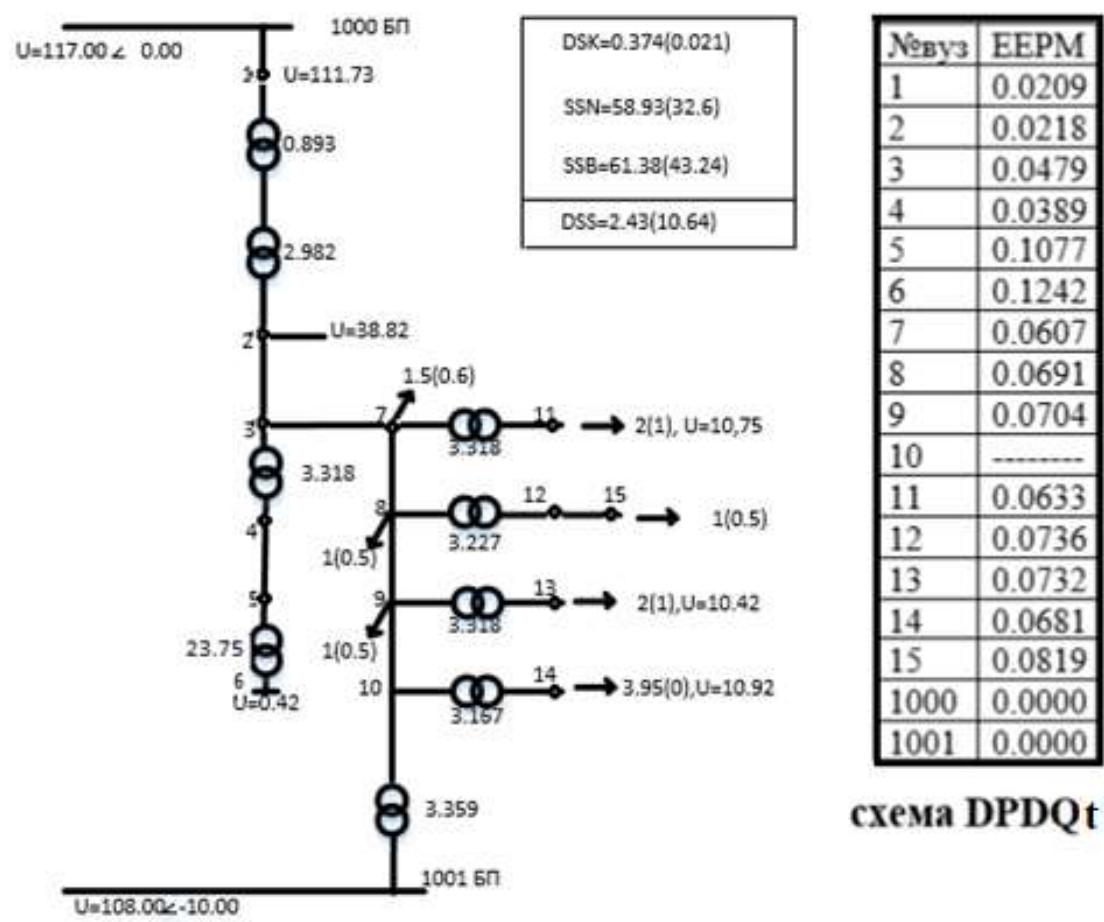 1000 БП
U=117.00∠ 0.00
1
U=111.73
0.893
2.982
2
U=38.82
3
3.318
4
5
23.75
6
U=0.42
1.5(0.6)
7
3.318
11
2(1), U=10,75
8
1(0.5)
3.227
12
15
1(0.5)
9
1(0.5)
3.318
13
2(1),U=10.42
10
3.167
14
3.95(0),U=10.92
3.359
1001 БП
U=108.00∠-10.00
DSK=0.374(0.021)
SSN=58.93(32.6)
SSB=61.38(43.24)
DSS=2.43(10.64)
№вуз EEPM
1 0.0209
2 0.0218
3 0.0479
4 0.0389
5 0.1077
6 0.1242
7 0.0607
8 0.0691
9 0.0704
10 --------
11 0.0633
12 0.0736
13 0.0732
14 0.0681
15 0.0819
1000 0.0000
1001 0.0000
схема DPDQt